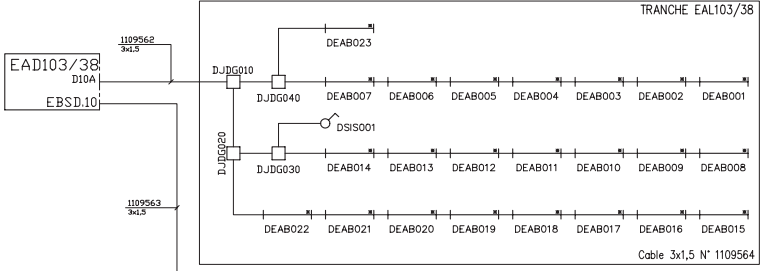 TRANCHE EAL103/38
1109562
3x1,5
DEAB023
EAD103/38
D10A
EBSD.10
DJDG010
DJDG040
DEAB007 DEAB006 DEAB005 DEAB004 DEAB003 DEAB002 DEAB001
DSIS001
DJDG020
DJDG030
DEAB014 DEAB013 DEAB012 DEAB011 DEAB010 DEAB009 DEAB008
1109563
3x1,5
DEAB022 DEAB021 DEAB020 DEAB019 DEAB018 DEAB017 DEAB016 DEAB015
Cable 3x1,5 N° 1109564